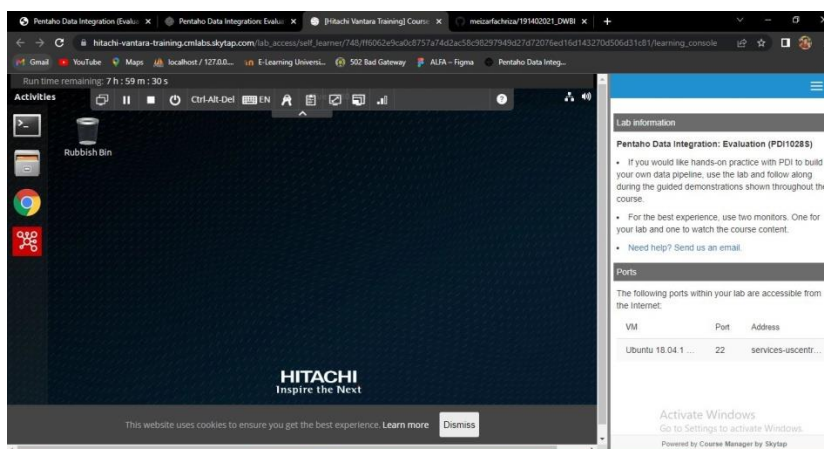 Pentaho Data Integration (Evalua
Pentaho Data Integration: Evalua
[Hitachi Vantara Training] Course
meizarfachriza/191402021_DWBI
hitachi-vantara-training.cmlabs.skytap.com/lab_access/self_learner/748/ff6062e9ca0c8757a74d2ac58c98297949d27d72076ed16d143270d506d31c81/learning_console
Gmail YouTube Maps localhost / 127.0.0... E-Learning Universi... 502 Bad Gateway ALFA – Figma Pentaho Data Integ...
Run time remaining: 7 h : 59 m : 30 s
Activities
Ctrl-Alt-Del EN
Rubbish Bin
HITACHI
Inspire the Next
This website uses cookies to ensure you get the best experience. Learn more Dismiss
Lab information
Pentaho Data Integration: Evaluation (PDI1028S)
• If you would like hands-on practice with PDI to build
your own data pipeline, use the lab and follow along
during the guided demonstrations shown throughout the
course.
• For the best experience, use two monitors. One for
your lab and one to watch the course content.
• Need help? Send us an email.
Ports
The following ports within your lab are accessible from
the Internet:
VM Port Address
Ubuntu 18.04.1 ... 22 services-uscentr...
Activate Windows
Go to Settings to activate Windows.
Powered by Course Manager by Skytap